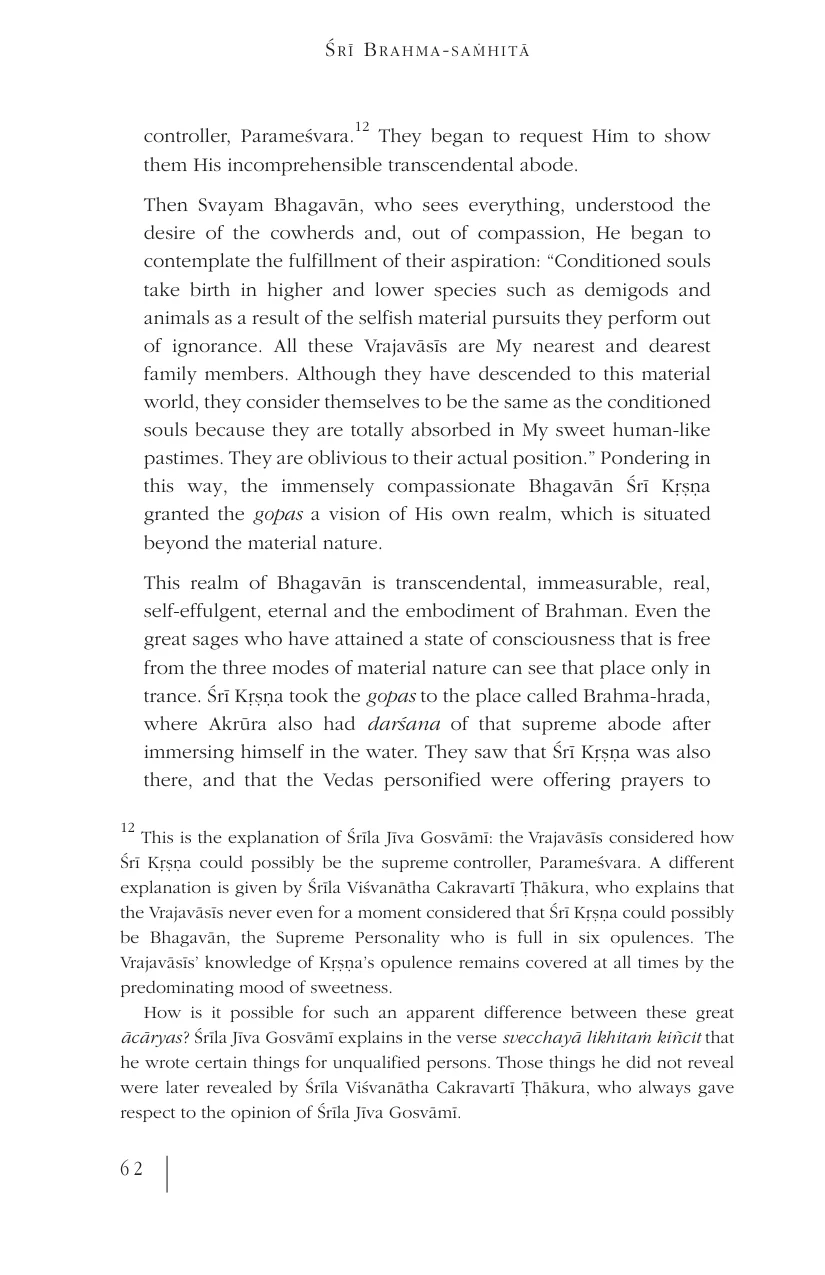 Śrī Brahma-saṁhitā
controller, Parameśvara.12 They began to request Him to show
them His incomprehensible transcendental abode.
Then Svayam Bhagavān, who sees everything, understood the
desire of the cowherds and, out of compassion, He began to
contemplate the fulfillment of their aspiration: “Conditioned souls
take birth in higher and lower species such as demigods and
animals as a result of the selfish material pursuits they perform out
of ignorance. All these Vrajavāsīs are My nearest and dearest
family members. Although they have descended to this material
world, they consider themselves to be the same as the conditioned
souls because they are totally absorbed in My sweet human-like
pastimes. They are oblivious to their actual position.” Pondering in
this way, the immensely compassionate Bhagavān Śrī Kṛṣṇa
granted the gopas a vision of His own realm, which is situated
beyond the material nature.
This realm of Bhagavān is transcendental, immeasurable, real,
self-effulgent, eternal and the embodiment of Brahman. Even the
great sages who have attained a state of consciousness that is free
from the three modes of material nature can see that place only in
trance. Śrī Kṛṣṇa took the gopas to the place called Brahma-hrada,
where Akrūra also had darśana of that supreme abode after
immersing himself in the water. They saw that Śrī Kṛṣṇa was also
there, and that the Vedas personified were offering prayers to
12 This is the explanation of Śrīla Jīva Gosvāmī: the Vrajavāsīs considered how
Śrī Kṛṣṇa could possibly be the supreme controller, Parameśvara. A different
explanation is given by Śrīla Viśvanātha Cakravartī Ṭhākura, who explains that
the Vrajavāsīs never even for a moment considered that Śrī Kṛṣṇa could possibly
be Bhagavān, the Supreme Personality who is full in six opulences. The
Vrajavāsīs’ knowledge of Kṛṣṇa’s opulence remains covered at all times by the
predominating mood of sweetness.
How is it possible for such an apparent difference between these great
ācāryas? Śrīla Jīva Gosvāmī explains in the verse svecchayā likhitaṁ kiñcit that
he wrote certain things for unqualified persons. Those things he did not reveal
were later revealed by Śrīla Viśvanātha Cakravartī Ṭhākura, who always gave
respect to the opinion of Śrīla Jīva Gosvāmī.
62